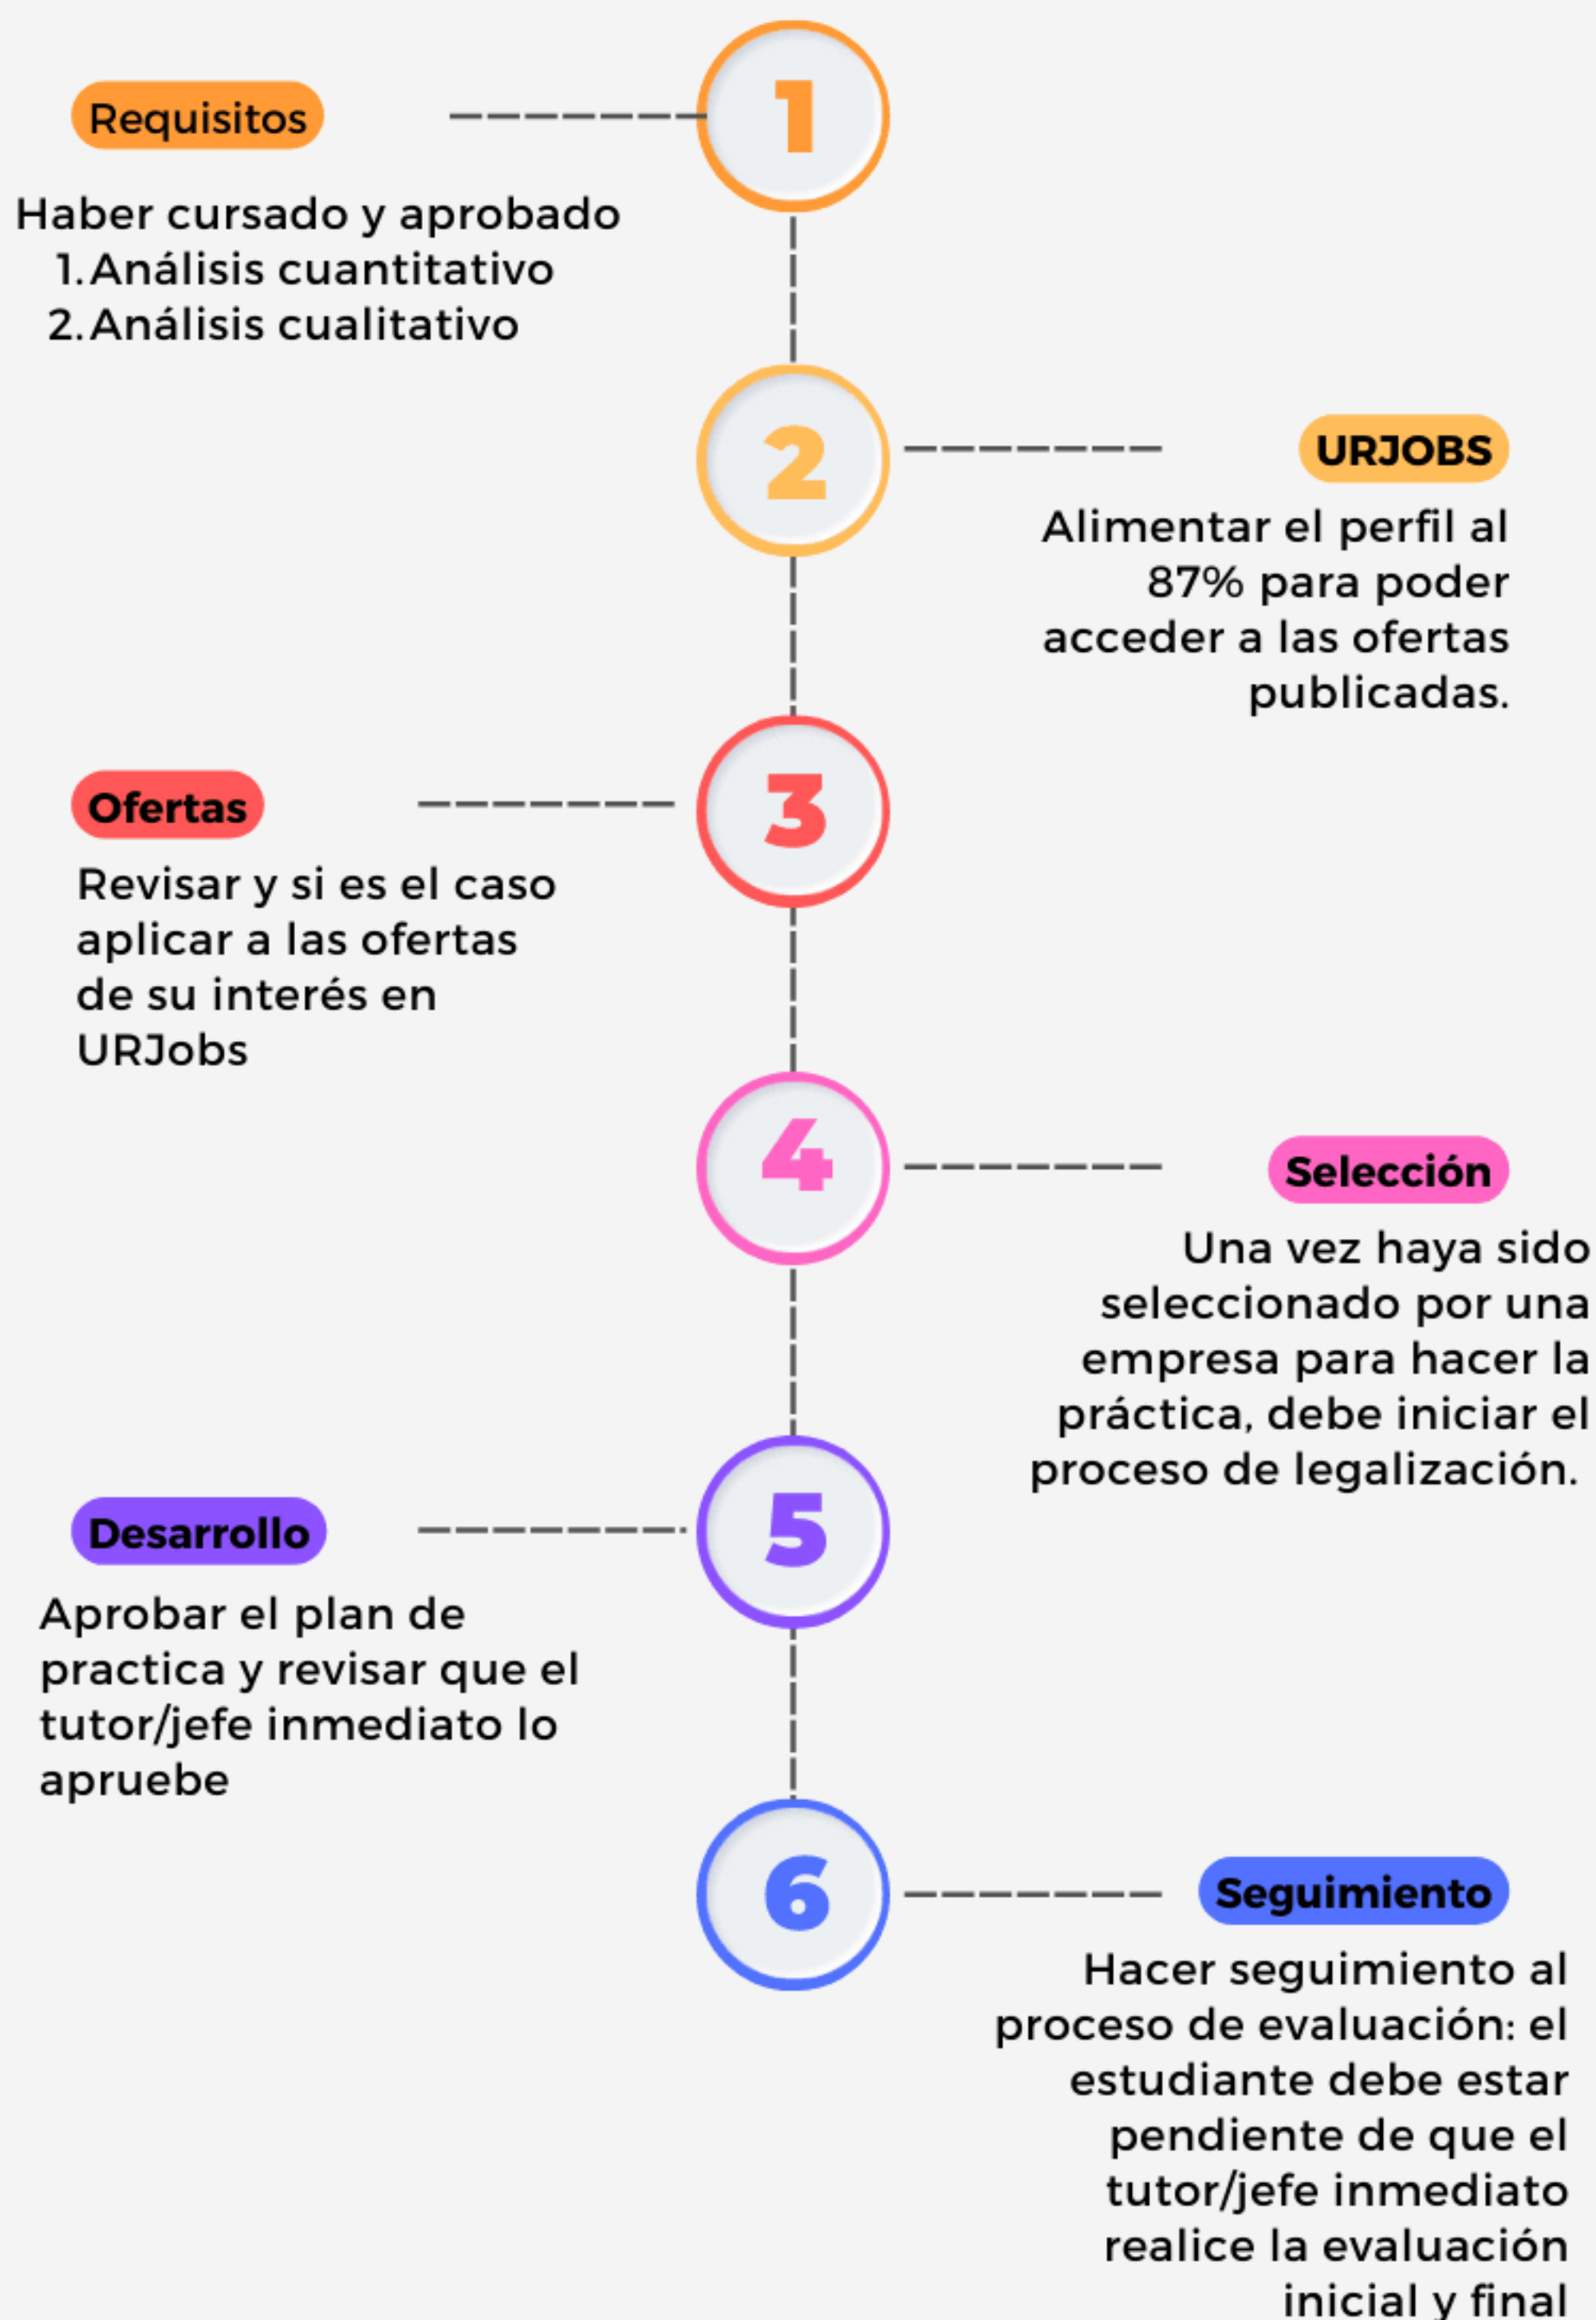 1
Requisitos
Haber cursado y aprobado
1. Análisis cuantitativo
2. Análisis cualitativo
2
URJOBS
Alimentar el perfil al
87% para poder
acceder a las ofertas
publicadas.
3
Ofertas
Revisar y si es el caso
aplicar a las ofertas
de su interés en
URJobs
4
Selección
Una vez haya sido
seleccionado por una
empresa para hacer la
práctica, debe iniciar el
proceso de legalización.
5
Desarrollo
Aprobar el plan de
practica y revisar que el
tutor/jefe inmediato lo
apruebe
6
Seguimiento
Hacer seguimiento al
proceso de evaluación: el
estudiante debe estar
pendiente de que el
tutor/jefe inmediato
realice la evaluación
inicial y final